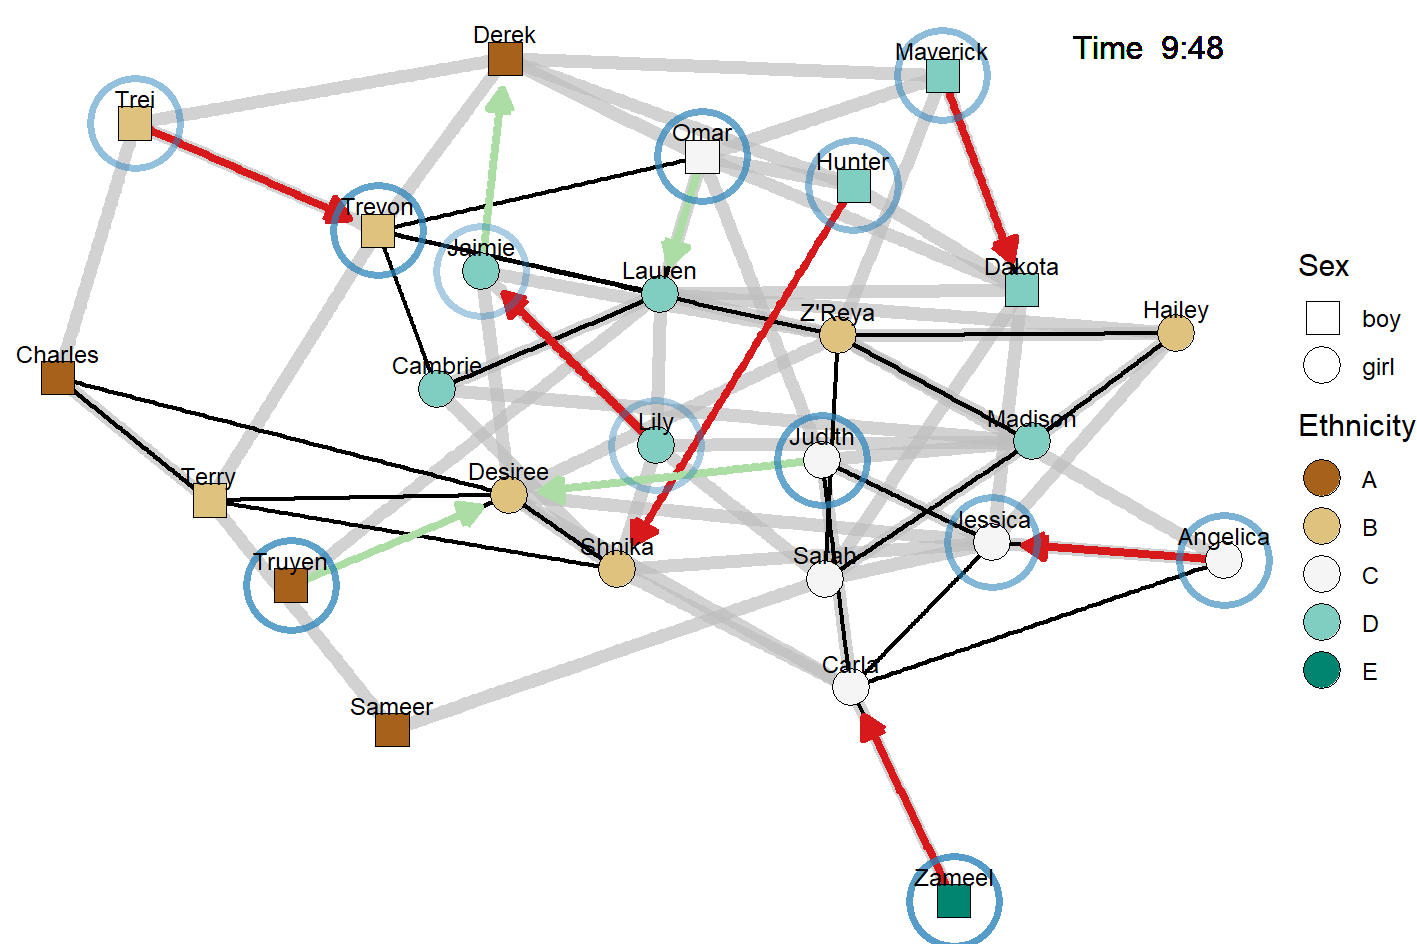 Derek
Maverick
Time 9:48
Trei
Omar
Hunter
Trevon
Jaimie
Lauren
Dakota
Z'Reya
Hailey
Charles
Cambrie
Lily
Judith
Madison
Terry
Desiree
Jessica
Shnika
Sarah
Angelica
Truyen
Carla
Sameer
Zameel
Sex
boy
girl
Ethnicity
A
B
C
D
E